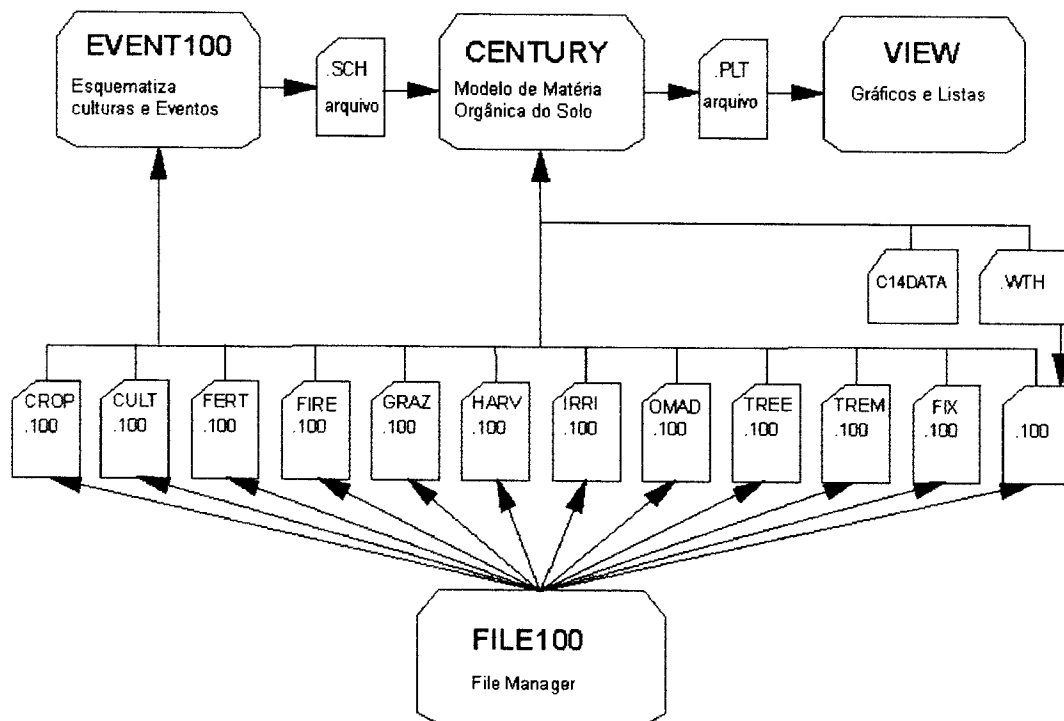 EVENT100
Esquematiza
culturas e Eventos
.SCH
arquivo
CENTURY
Modelo de Matéria
Orgânica do Solo
.PLT
arquivo
VIEW
Gráficos e Listas
C14DATA
.WTH
CROP
.100
CULT
.100
FERT
.100
FIRE
.100
GRAZ
.100
HARV
.100
IRRI
.100
OMAD
.100
TREE
.100
TREM
.100
FIX
.100
.100
FILE100
File Manager